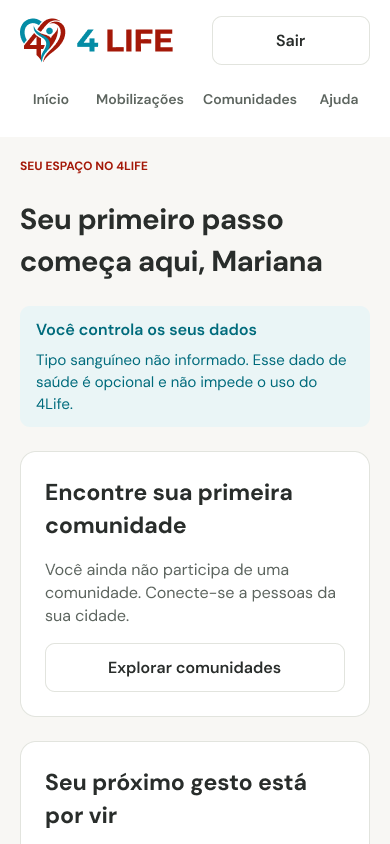 4 4 LIFE
Sair
Início Mobilizações Comunidades Ajuda
SEU ESPAÇO NO 4LIFE
Seu primeiro passo
começa aqui, Mariana
Você controla os seus dados
Tipo sanguíneo não informado. Esse dado de
saúde é opcional e não impede o uso do
4Life.
Encontre sua primeira
comunidade
Você ainda não participa de uma
comunidade. Conecte-se a pessoas da
sua cidade.
Explorar comunidades
Seu próximo gesto está
por vir